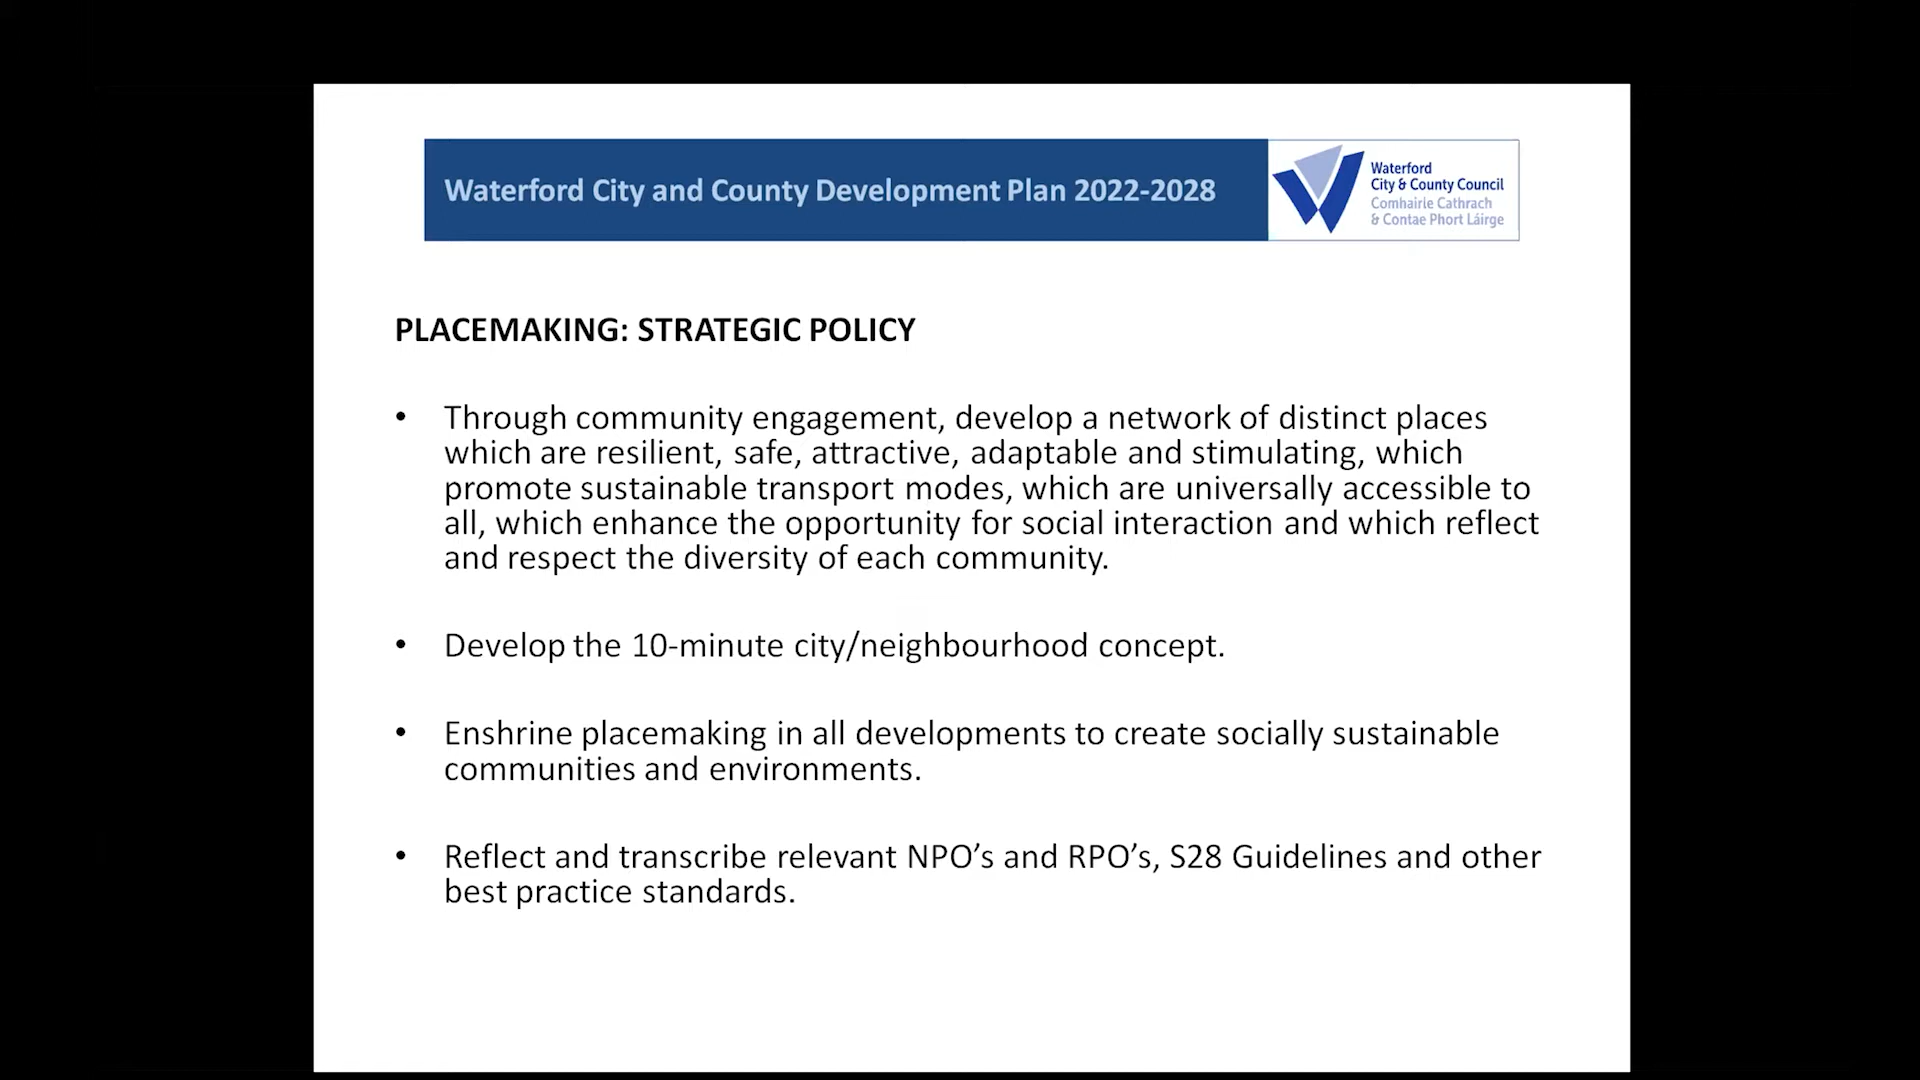 Waterford City and County Development Plan 2022-2028
Waterford
City & County Council
Comhairle Cathrach
& Contae Phort Láirge
PLACEMAKING: STRATEGIC POLICY
• Through community engagement, develop a network of distinct places
which are resilient, safe, attractive, adaptable and stimulating, which
promote sustainable transport modes, which are universally accessible to
all, which enhance the opportunity for social interaction and which reflect
and respect the diversity of each community.
• Develop the 10-minute city/neighbourhood concept.
• Enshrine placemaking in all developments to create socially sustainable
communities and environments.
• Reflect and transcribe relevant NPO’s and RPO’s, S28 Guidelines and other
best practice standards.